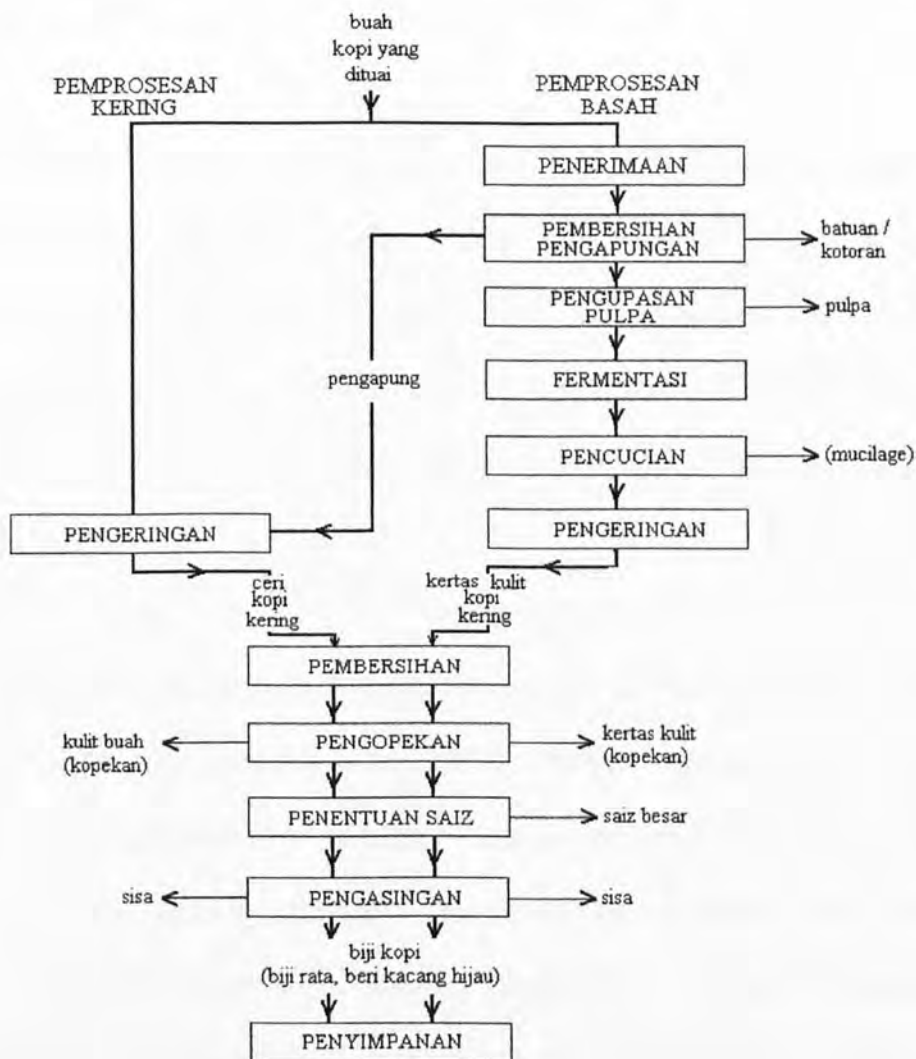 buah
kopi yang
dituai
PEMPROSESAN
KERING
PEMPROSESAN
BASAH
PENERIMAAN
PEMBERSIHAN
PENGAPUNGAN
batuan /
kotoran
PENGUPASAN
PULPA
pulpa
pengapung
FERMENTASI
PENCUCIAN
(mucilage)
PENGERINGAN
PENGERINGAN
ceri
kopi
kering
kertas kulit
kopi
kering
PEMBERSIHAN
kulit buah
(kopekan)
PENGOPEKAN
kertas kulit
(kopekan)
PENENTUAN SAIZ
saiz besar
sisa
PENGASINGAN
sisa
biji kopi
(biji rata, beri kacang hijau)
PENYIMPANAN